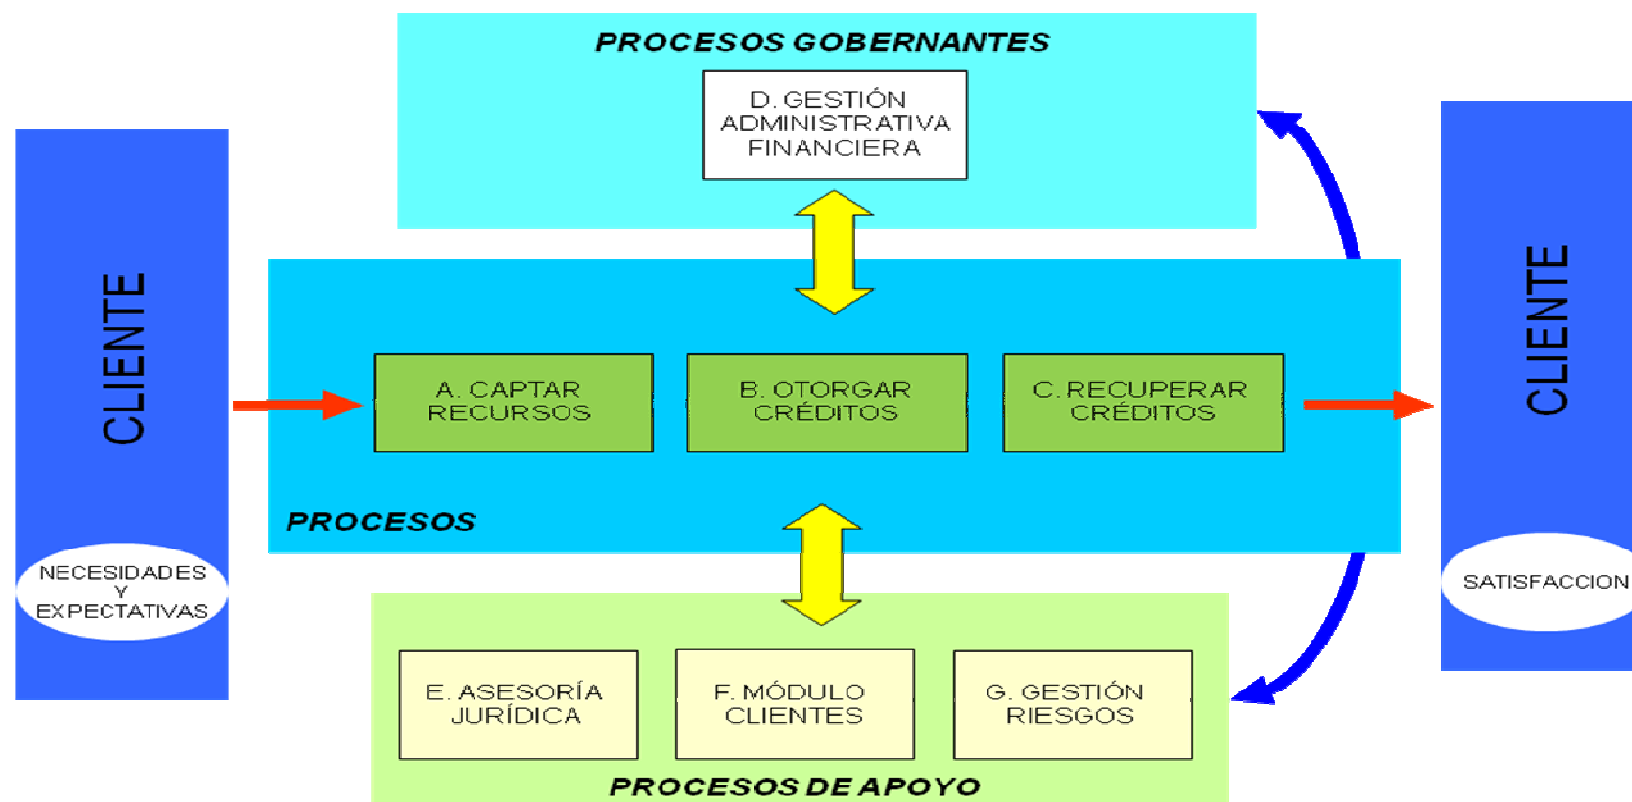 PROCESOS GOBERNANTES
D. GESTIÓN
ADMINISTRATIVA
FINANCIERA
CLIENTE
NECESIDADES
Y
EXPECTATIVAS
A. CAPTAR
RECURSOS
B. OTORGAR
CRÉDITOS
C. RECUPERAR
CRÉDITOS
PROCESOS
CLIENTE
SATISFACCION
E. ASESORÍA
JURÍDICA
F. MÓDULO
CLIENTES
G. GESTIÓN
RIESGOS
PROCESOS DE APOYO